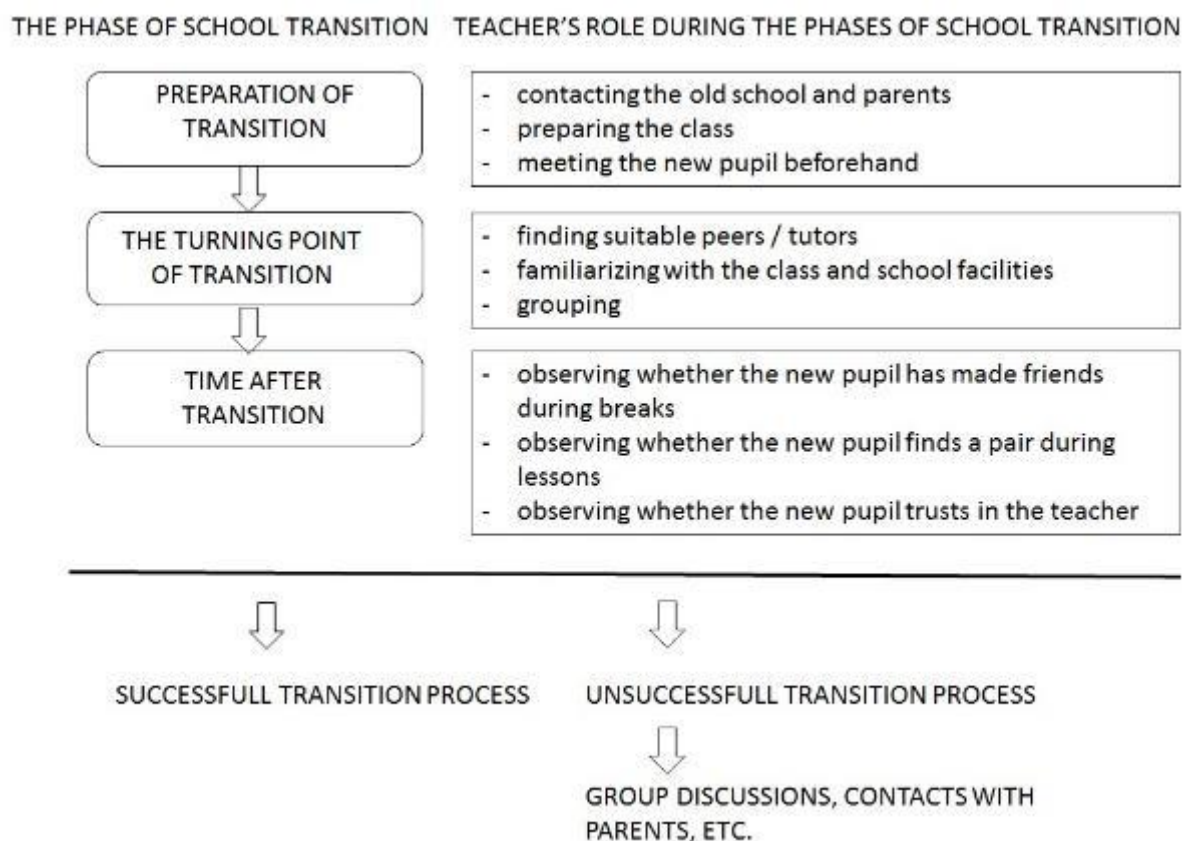 THE PHASE OF SCHOOL TRANSITION
TEACHER'S ROLE DURING THE PHASES OF SCHOOL TRANSITION
PREPARATION OF
TRANSITION
- contacting the old school and parents
- preparing the class
- meeting the new pupil beforehand
THE TURNING POINT
OF TRANSITION
- finding suitable peers / tutors
- familiarizing with the class and school facilities
- grouping
TIME AFTER
TRANSITION
- observing whether the new pupil has made friends
during breaks
- observing whether the new pupil finds a pair during
lessons
- observing whether the new pupil trusts in the teacher
SUCCESSFULL TRANSITION PROCESS
UNSUCCESSFULL TRANSITION PROCESS
GROUP DISCUSSIONS, CONTACTS WITH
PARENTS, ETC.